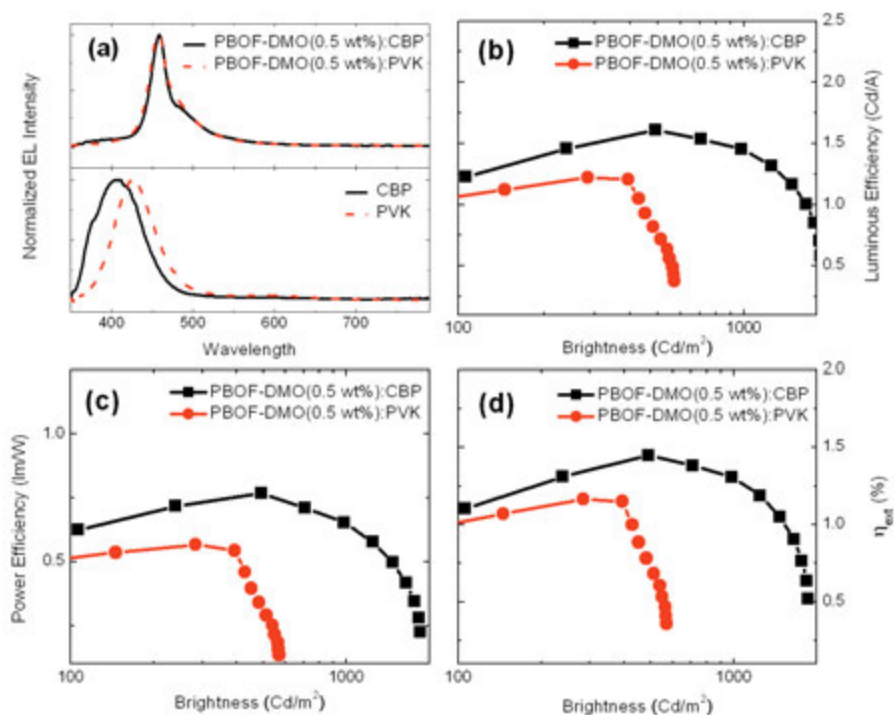 (a)
PBOF-DMO(0.5 wt%):CBP
PBOF-DMO(0.5 wt%):PVK
CBP
PVK
Normalized EL Intensity
400 500 600 700
Wavelength
(b)
PBOF-DMO(0.5 wt%):CBP
PBOF-DMO(0.5 wt%):PVK
2.5
2.0
1.5
1.0
0.5
Luminous Efficiency (Cd/A)
100 1000
Brightness (Cd/m²)
(c)
PBOF-DMO(0.5 wt%):CBP
PBOF-DMO(0.5 wt%):PVK
1.0
0.5
Power Efficiency (lm/W)
100 1000
Brightness (Cd/m²)
(d)
PBOF-DMO(0.5 wt%):CBP
PBOF-DMO(0.5 wt%):PVK
2.0
1.5
1.0
0.5
ηext (%)
100 1000
Brightness (Cd/m²)